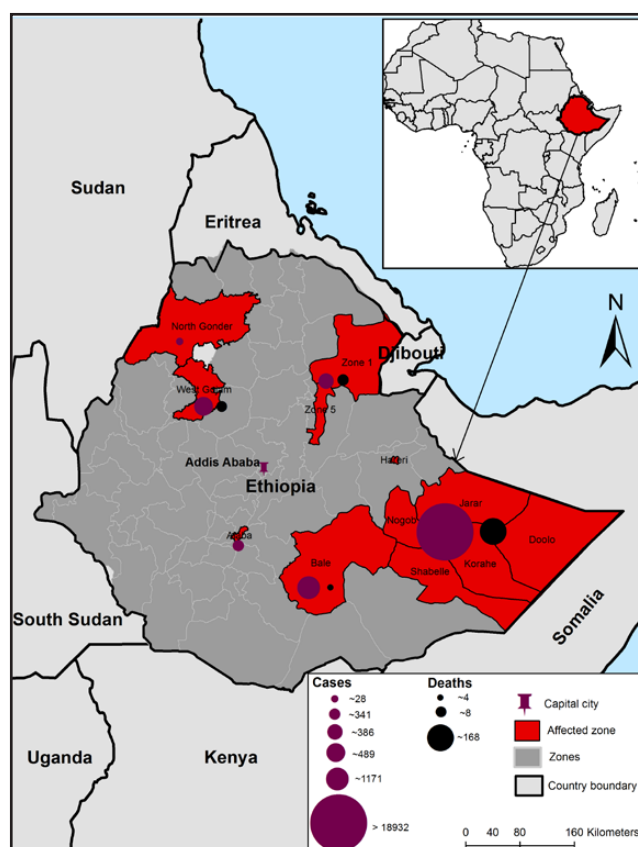 Sudan
Eritrea
N
North Gonder
Zone 1
Djibouti
West Gojam
Zone 5
Addis Ababa
Harari
Ethiopia
Jarar
Nogob
Doolo
Bale
Korahe
Shabelle
South Sudan
Somalia
Uganda
Kenya
Cases
~28
~341
~386
~489
~1171
> 18932
Deaths
~4
~8
~168
Capital city
Affected zone
Zones
Country boundary
0 40 80 160 Kilometers